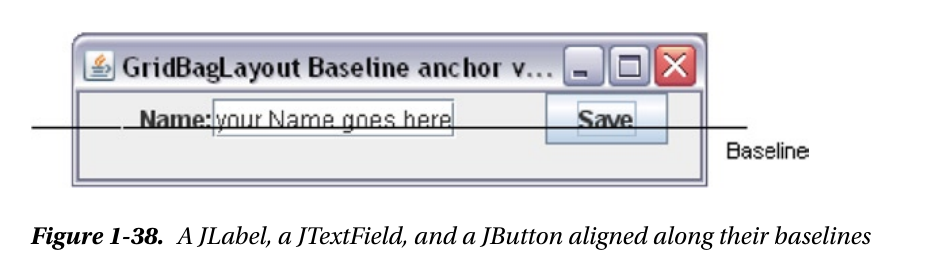 GridBagLayout Baseline anchor v...
Name: your Name goes here Save
Baseline
Figure 1-38. A JLabel, a JTextField, and a JButton aligned along their baselines